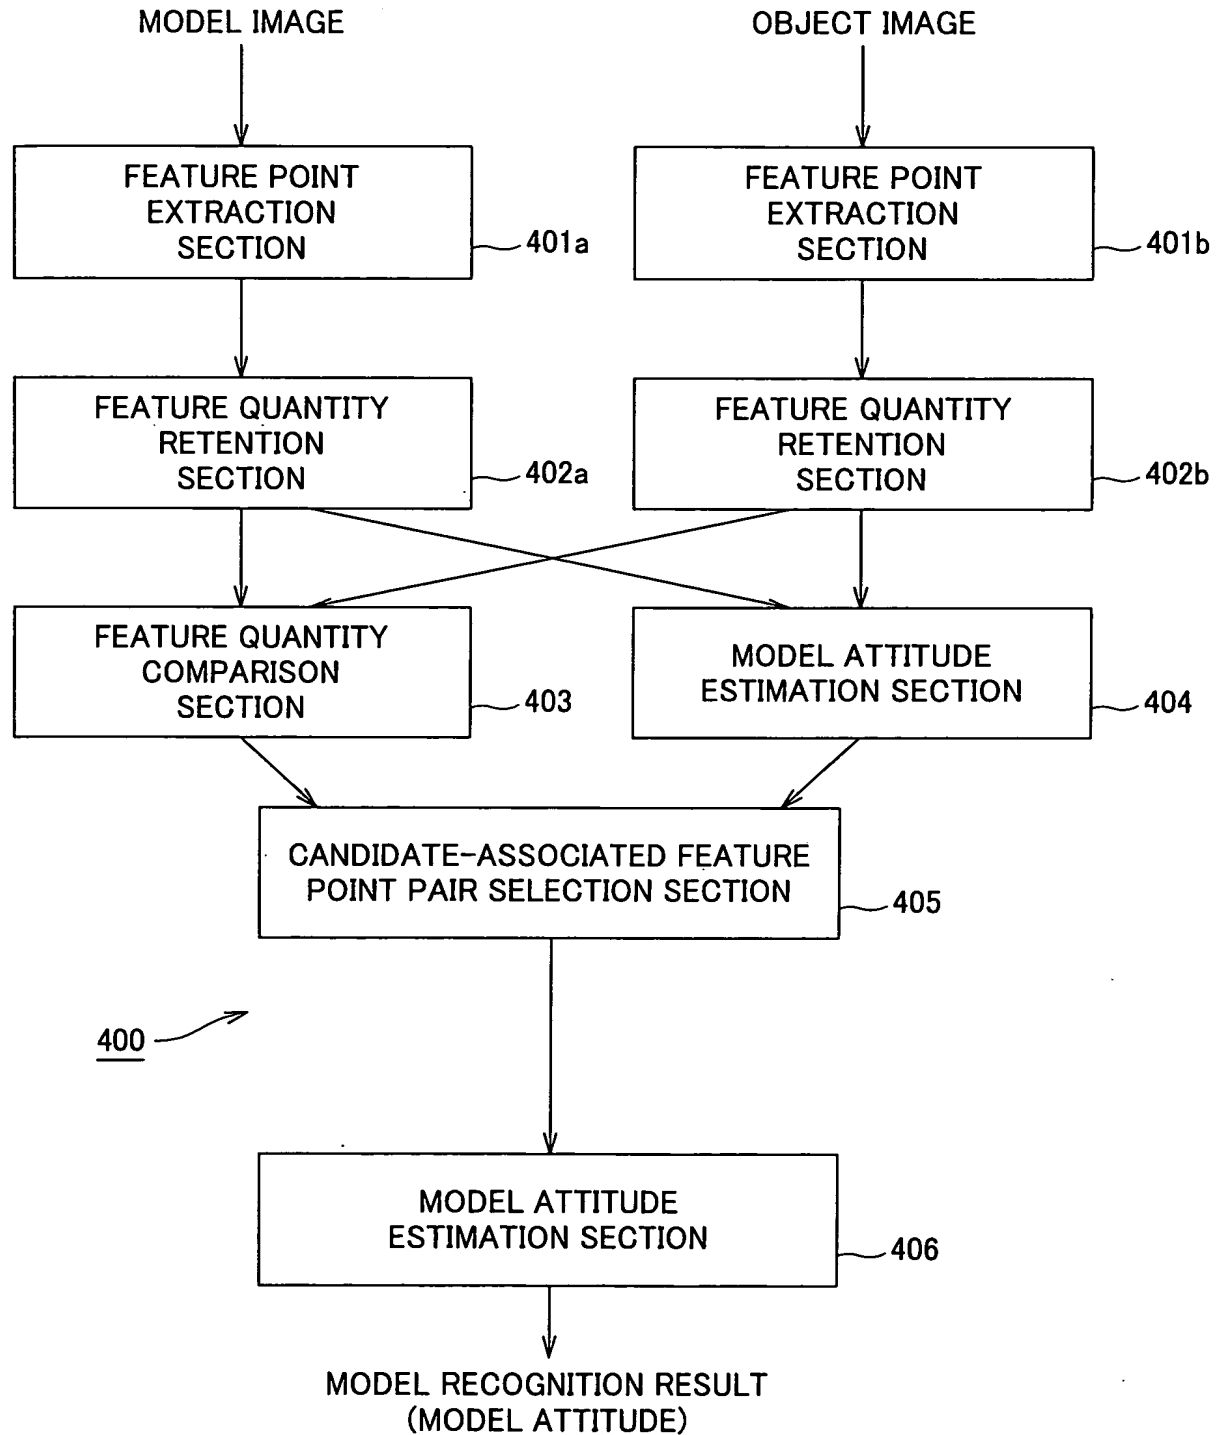 MODEL IMAGE
OBJECT IMAGE
FEATURE POINT
EXTRACTION
SECTION
401a
FEATURE POINT
EXTRACTION
SECTION
401b
FEATURE QUANTITY
RETENTION
SECTION
402a
FEATURE QUANTITY
RETENTION
SECTION
402b
FEATURE QUANTITY
COMPARISON
SECTION
403
MODEL ATTITUDE
ESTIMATION SECTION
404
CANDIDATE-ASSOCIATED FEATURE
POINT PAIR SELECTION SECTION
405
400
MODEL ATTITUDE
ESTIMATION SECTION
406
MODEL RECOGNITION RESULT
(MODEL ATTITUDE)